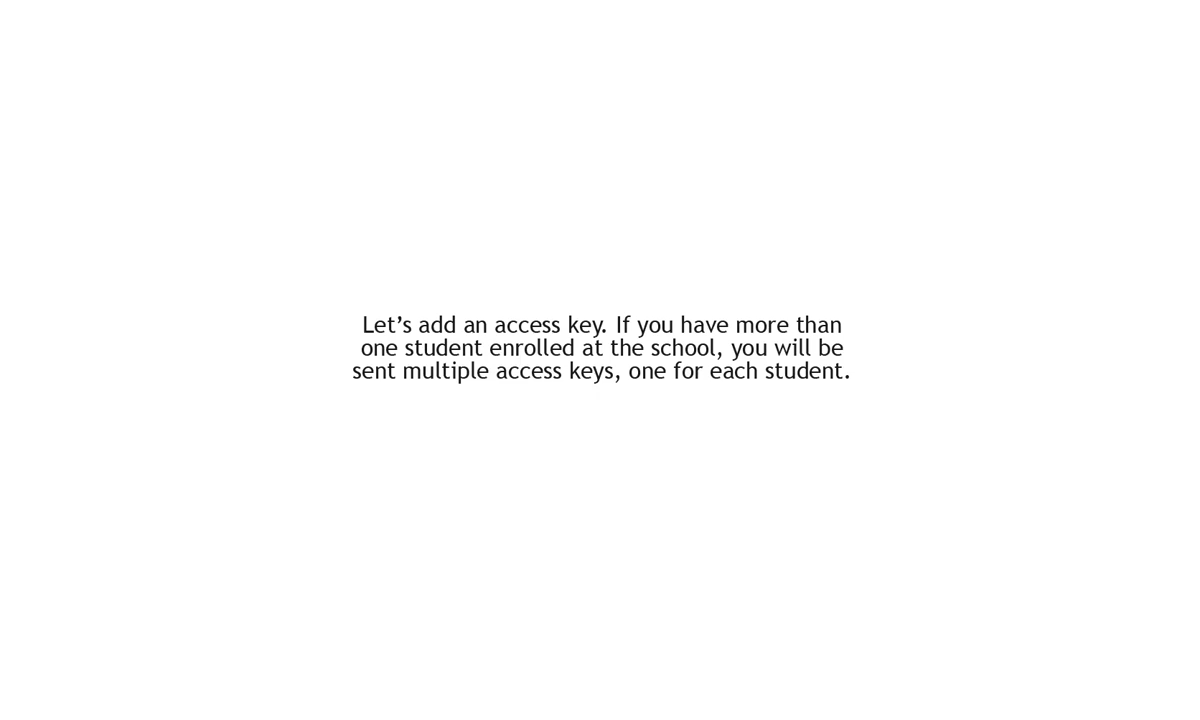 Let’s add an access key. If you have more than
one student enrolled at the school, you will be
sent multiple access keys, one for each student.